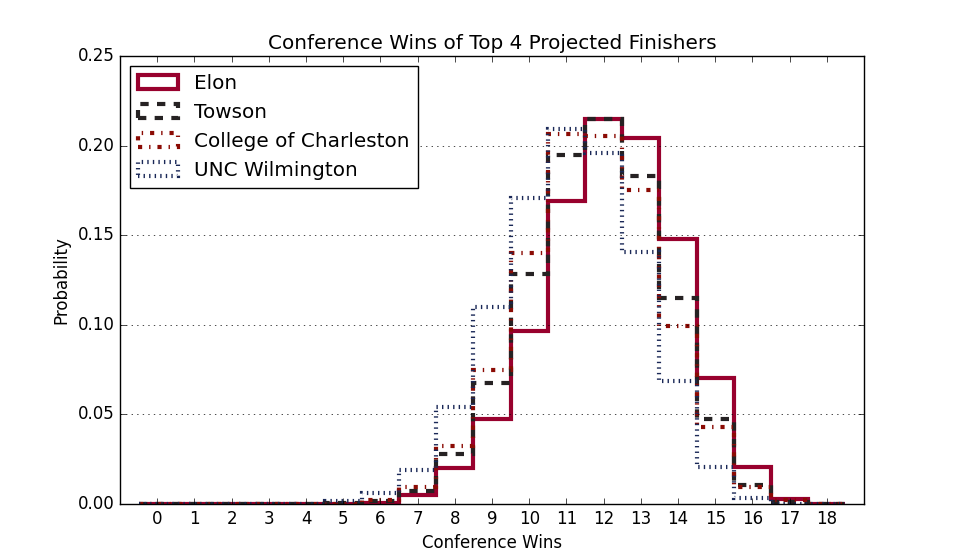 Conference Wins of Top 4 Projected Finishers
0.25
0.20
0.15
0.10
0.05
0.00
Probability
Elon
Towson
College of Charleston
UNC Wilmington
0 1 2 3 4 5 6 7 8 9 10 11 12 13 14 15 16 17 18
Conference Wins